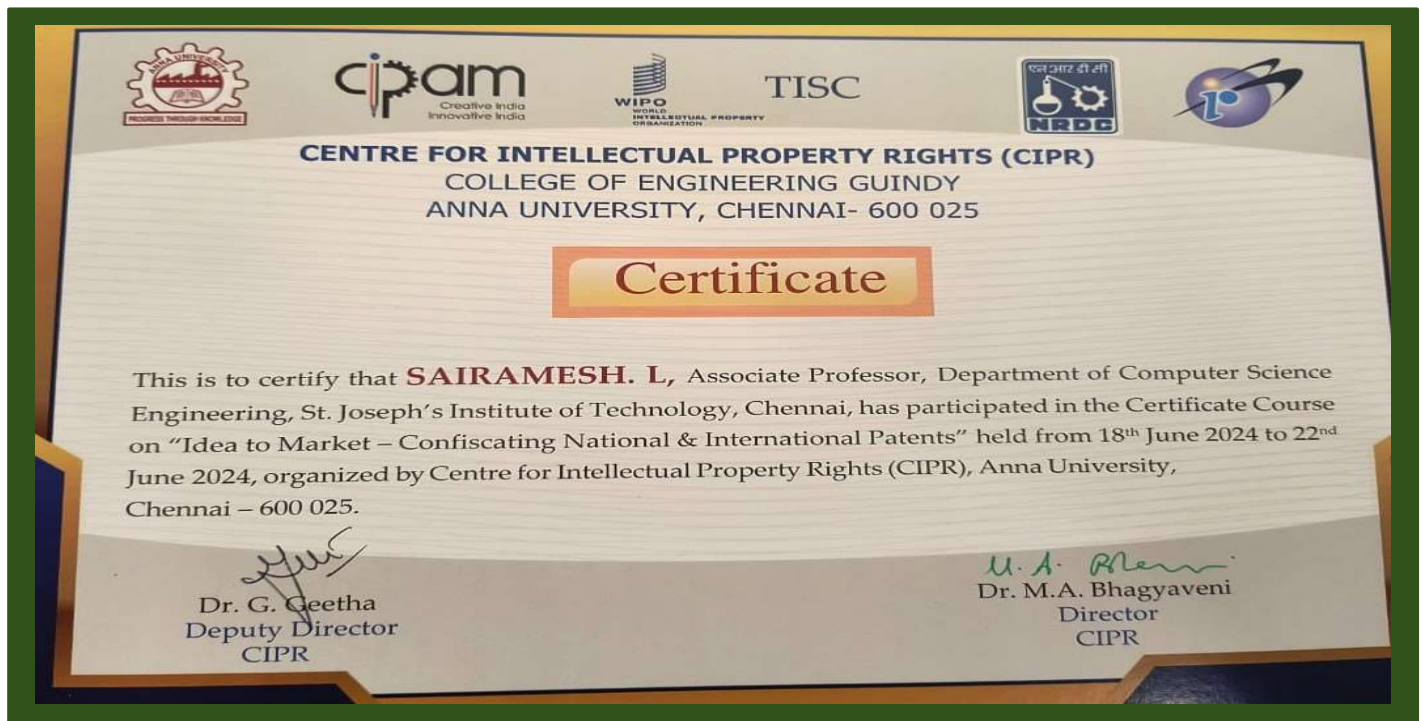 ANNA UNIVERSITY
PROGRESS THROUGH KNOWLEDGE
cipam
Creative India
Innovative India
WIPO
WORLD
INTELLECTUAL PROPERTY
ORGANIZATION
TISC
एन आर डी सी
NRDC
ip
CENTRE FOR INTELLECTUAL PROPERTY RIGHTS (CIPR)
COLLEGE OF ENGINEERING GUINDY
ANNA UNIVERSITY, CHENNAI- 600 025
Certificate
This is to certify that SAIRAMESH. L, Associate Professor, Department of Computer Science
Engineering, St. Joseph's Institute of Technology, Chennai, has participated in the Certificate Course
on "Idea to Market – Confiscating National & International Patents" held from 18th June 2024 to 22nd
June 2024, organized by Centre for Intellectual Property Rights (CIPR), Anna University,
Chennai – 600 025.
Dr. G. Geetha
Deputy Director
CIPR
M. A. 
Dr. M.A. Bhagyaveni
Director
CIPR